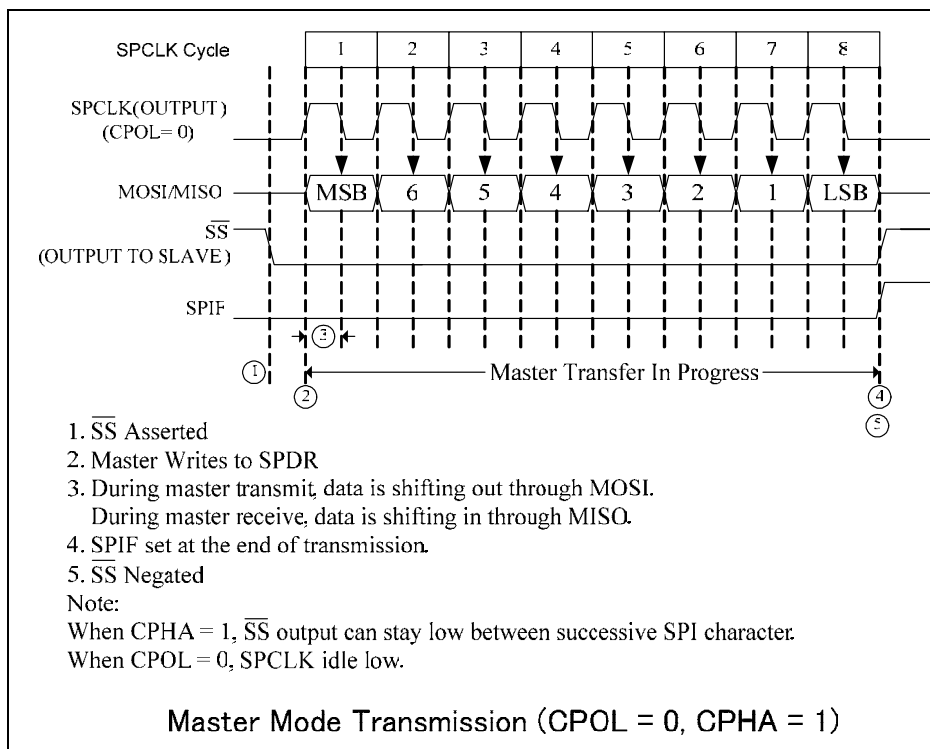 SPCLK Cycle 1 2 3 4 5 6 7 8
SPCLK(OUTPUT)
(CPOL= 0)
MOSI/MISO MSB 6 5 4 3 2 1 LSB
SS
(OUTPUT TO SLAVE)
SPIF
3
1 Master Transfer In Progress
2 4
5
1. SS Asserted
2. Master Writes to SPDR
3. During master transmit, data is shifting out through MOSI.
During master receive, data is shifting in through MISO.
4. SPIF set at the end of transmission.
5. SS Negated
Note:
When CPHA = 1, SS output can stay low between successive SPI character.
When CPOL = 0, SPCLK idle low.
Master Mode Transmission (CPOL = 0, CPHA = 1)